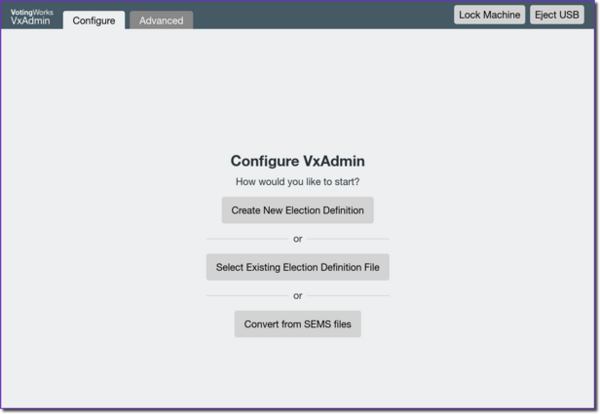 VotingWorks
VxAdmin
Configure
Advanced
Lock Machine
Eject USB
Configure VxAdmin
How would you like to start?
Create New Election Definition
or
Select Existing Election Definition File
or
Convert from SEMS files